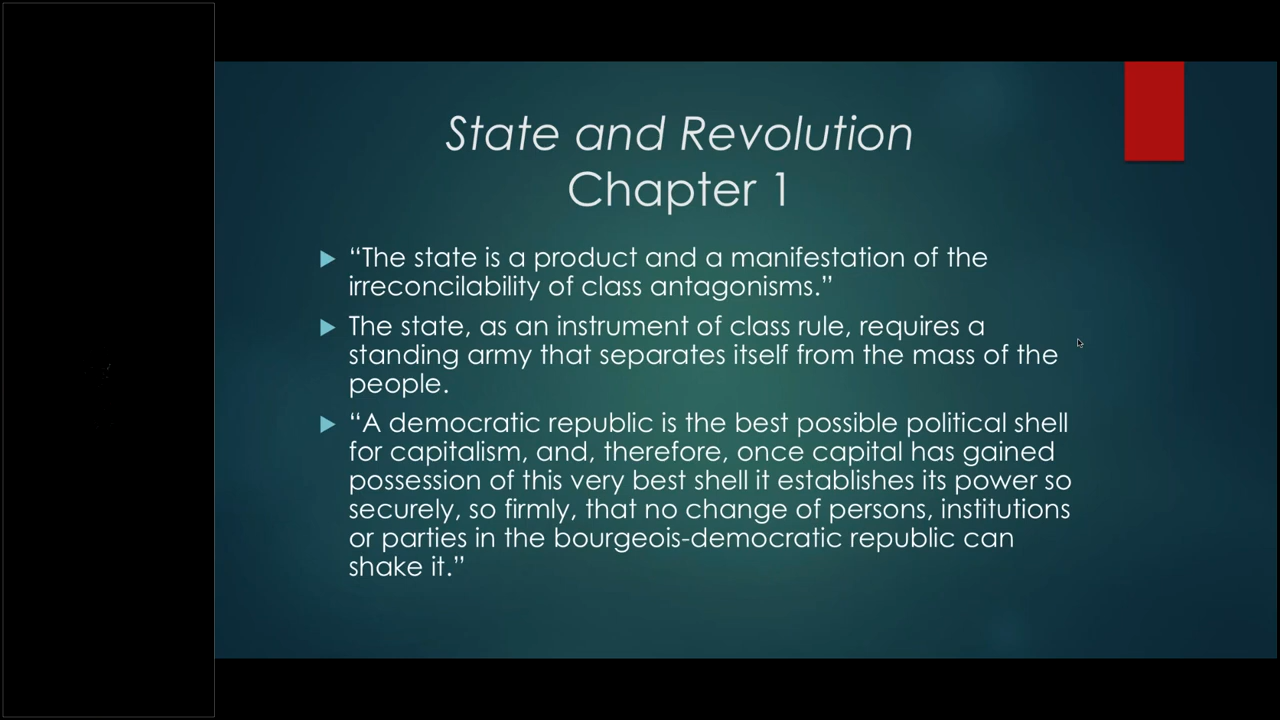 State and Revolution
Chapter 1
“The state is a product and a manifestation of the
irreconcilability of class antagonisms.”
The state, as an instrument of class rule, requires a
standing army that separates itself from the mass of the
people.
“A democratic republic is the best possible political shell
for capitalism, and, therefore, once capital has gained
possession of this very best shell it establishes its power so
securely, so firmly, that no change of persons, institutions
or parties in the bourgeois-democratic republic can
shake it.”